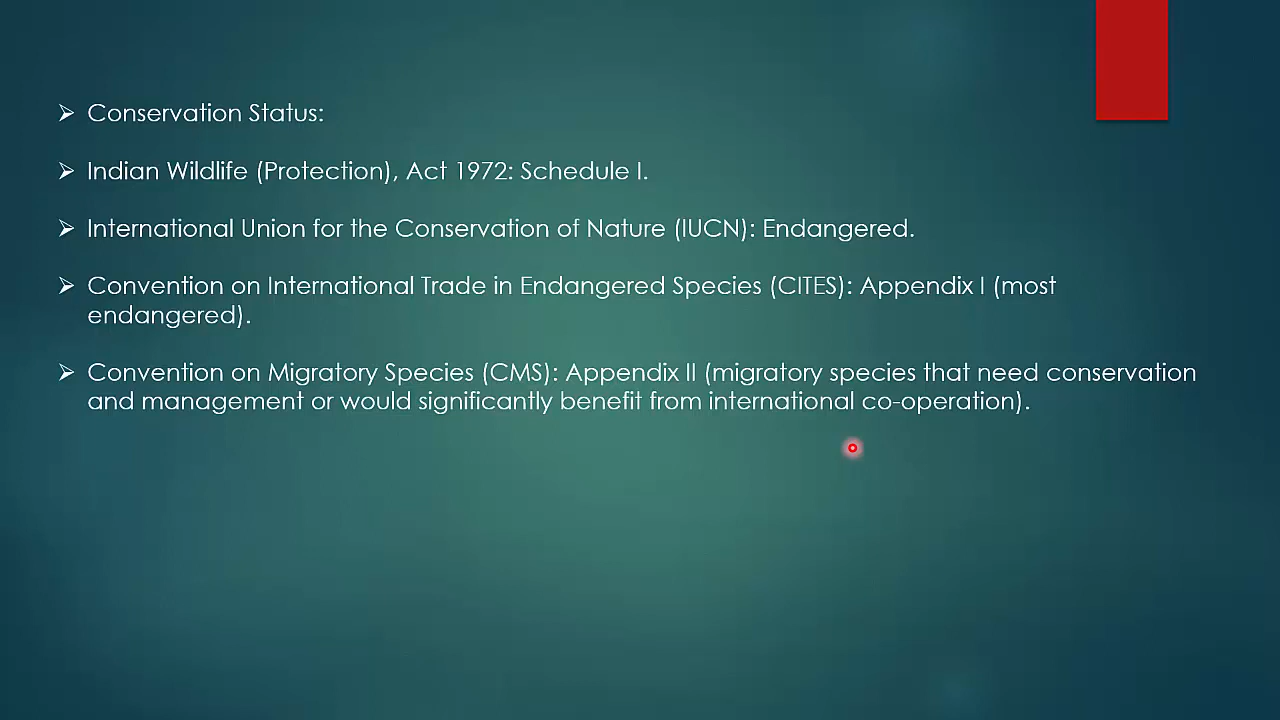 Conservation Status:
Indian Wildlife (Protection), Act 1972: Schedule I.
International Union for the Conservation of Nature (IUCN): Endangered.
Convention on International Trade in Endangered Species (CITES): Appendix I (most
endangered).
Convention on Migratory Species (CMS): Appendix II (migratory species that need conservation
and management or would significantly benefit from international co-operation).